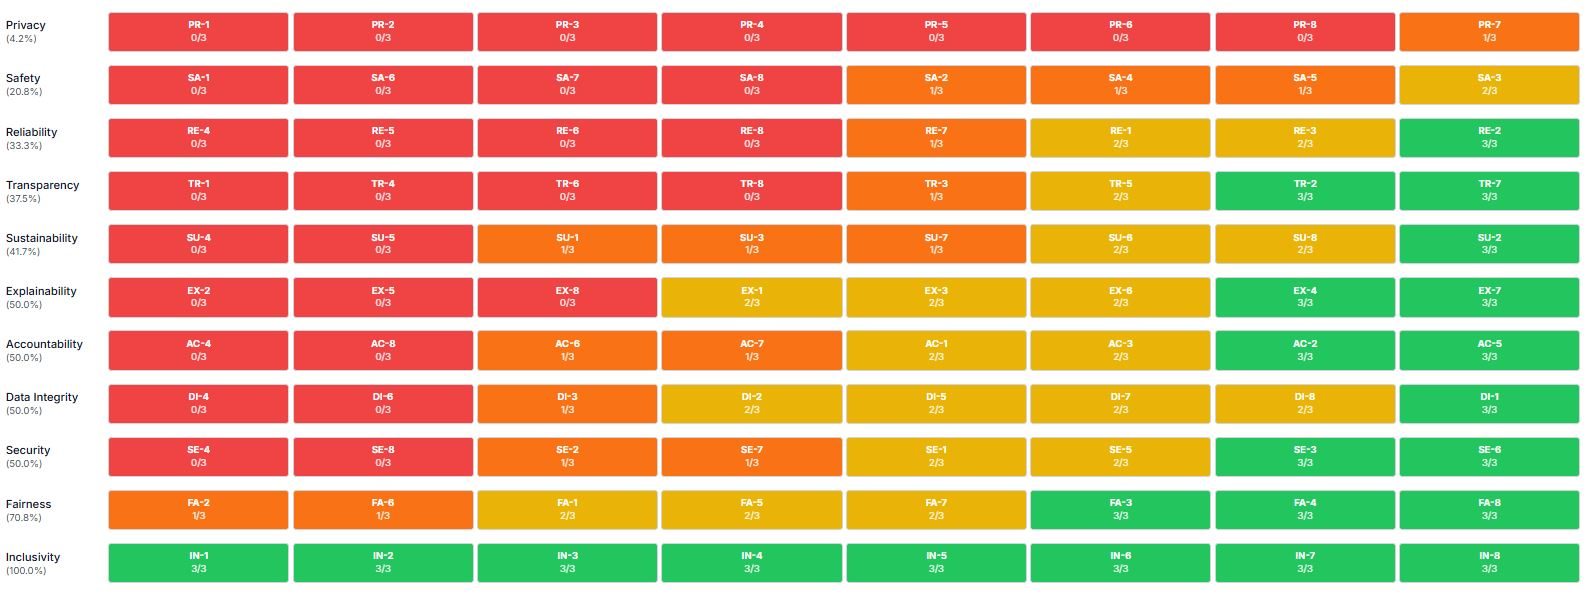 Privacy
(4.2%)
PR-1
0/3
PR-2
0/3
PR-3
0/3
PR-4
0/3
PR-5
0/3
PR-6
0/3
PR-8
0/3
PR-7
1/3
Safety
(20.8%)
SA-1
0/3
SA-6
0/3
SA-7
0/3
SA-8
0/3
SA-2
1/3
SA-4
1/3
SA-5
1/3
SA-3
2/3
Reliability
(33.3%)
RE-4
0/3
RE-5
0/3
RE-6
0/3
RE-8
0/3
RE-7
1/3
RE-1
2/3
RE-3
2/3
RE-2
3/3
Transparency
(37.5%)
TR-1
0/3
TR-4
0/3
TR-6
0/3
TR-8
0/3
TR-3
1/3
TR-5
2/3
TR-2
3/3
TR-7
3/3
Sustainability
(41.7%)
SU-4
0/3
SU-5
0/3
SU-1
1/3
SU-3
1/3
SU-7
1/3
SU-6
2/3
SU-8
2/3
SU-2
3/3
Explainability
(50.0%)
EX-2
0/3
EX-5
0/3
EX-8
0/3
EX-1
2/3
EX-3
2/3
EX-6
2/3
EX-4
3/3
EX-7
3/3
Accountability
(50.0%)
AC-4
0/3
AC-8
0/3
AC-6
1/3
AC-7
1/3
AC-1
2/3
AC-3
2/3
AC-2
3/3
AC-5
3/3
Data Integrity
(50.0%)
DI-4
0/3
DI-6
0/3
DI-3
1/3
DI-2
2/3
DI-5
2/3
DI-7
2/3
DI-8
2/3
DI-1
3/3
Security
(50.0%)
SE-4
0/3
SE-8
0/3
SE-2
1/3
SE-7
1/3
SE-1
2/3
SE-5
2/3
SE-3
3/3
SE-6
3/3
Fairness
(70.8%)
FA-2
1/3
FA-6
1/3
FA-1
2/3
FA-5
2/3
FA-7
2/3
FA-3
3/3
FA-4
3/3
FA-8
3/3
Inclusivity
(100.0%)
IN-1
3/3
IN-2
3/3
IN-3
3/3
IN-4
3/3
IN-5
3/3
IN-6
3/3
IN-7
3/3
IN-8
3/3